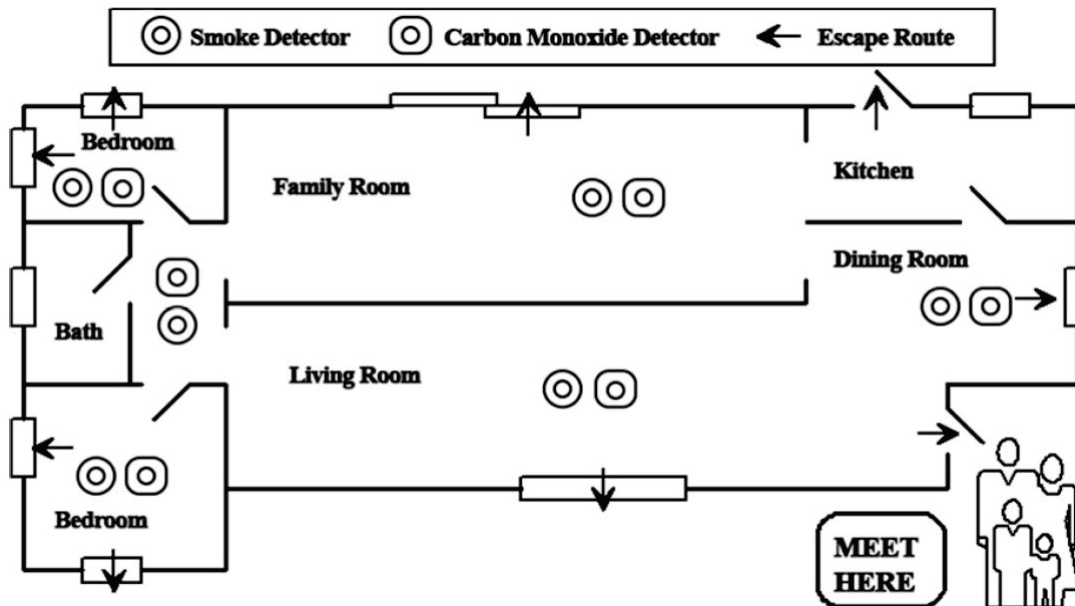 Smoke Detector Carbon Monoxide Detector Escape Route
Bedroom
Family Room
Kitchen
Dining Room
Bath
Living Room
Bedroom
MEET
HERE